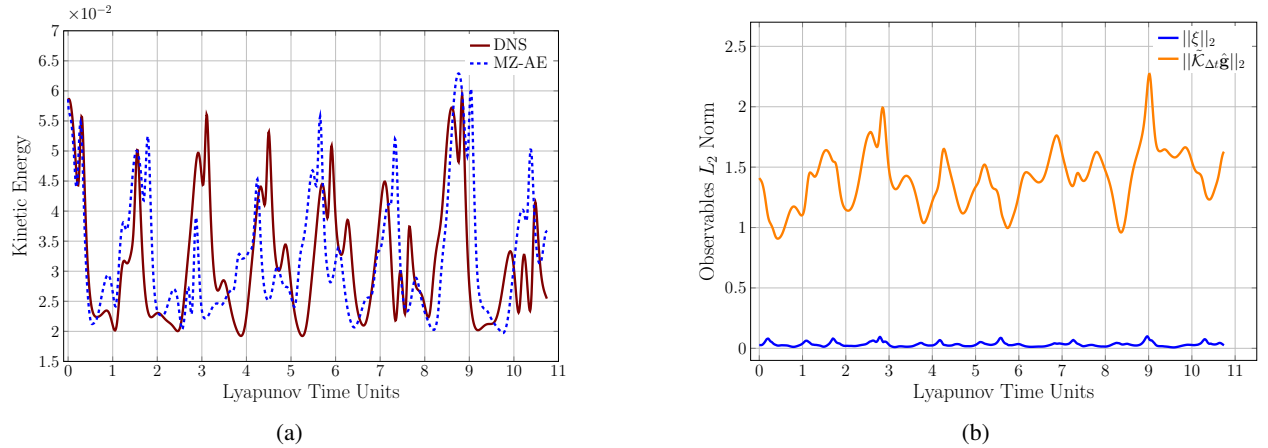 ×10⁻²
7
6.5
6
5.5
5
4.5
4
3.5
3
2.5
2
1.5
Kinetic Energy
DNS
MZ-AE
0 1 2 3 4 5 6 7 8 9 10 11
Lyapunov Time Units
(a)
2.5
2
1.5
1
0.5
0
Observables L₂ Norm
||ξ||₂
||𝒦̃_Δt ĝ||₂
0 1 2 3 4 5 6 7 8 9 10 11
Lyapunov Time Units
(b)